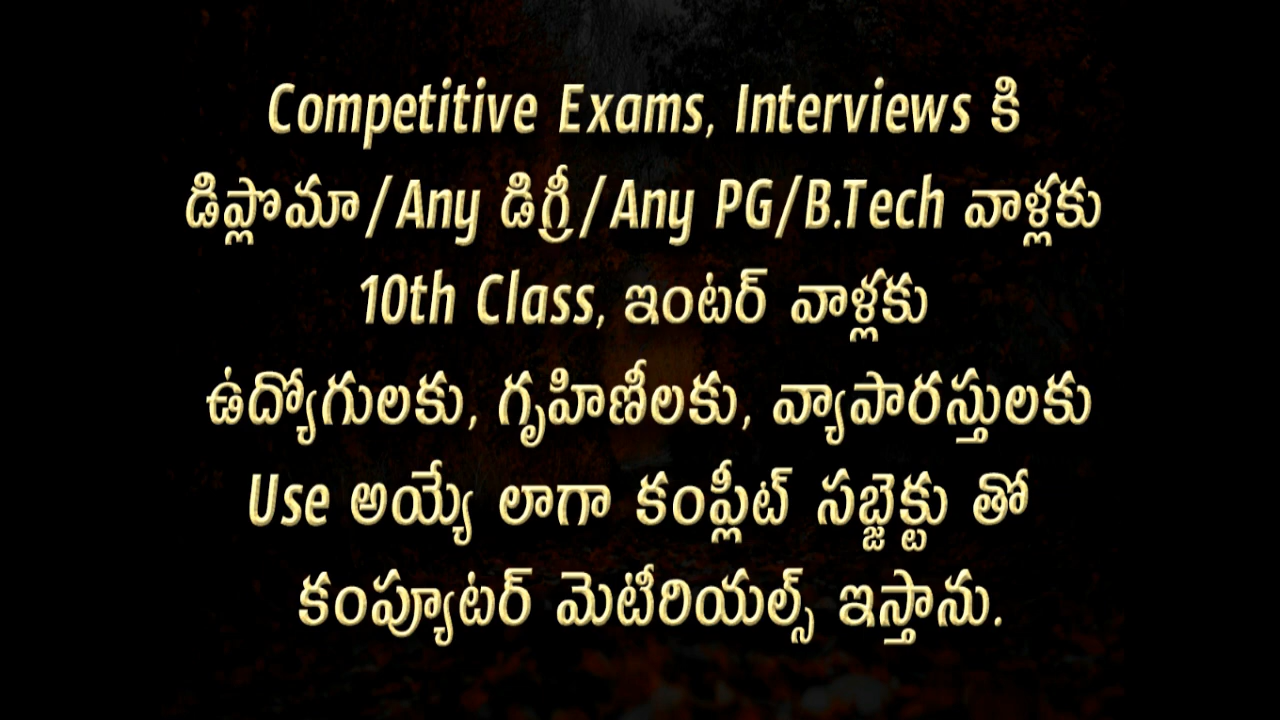 Competitive Exams, Interviews కి
డిప్లొమా/Any డిగ్రీ/Any PG/B.Tech వాళ్లకు
10th Class, ఇంటర్ వాళ్లకు
ఉద్యోగులకు, గృహిణీలకు, వ్యాపారస్తులకు
Use అయ్యే లాగా కంప్లీట్ సబ్జెక్టు తో
కంప్యూటర్ మెటీరియల్స్ ఇస్తాను.